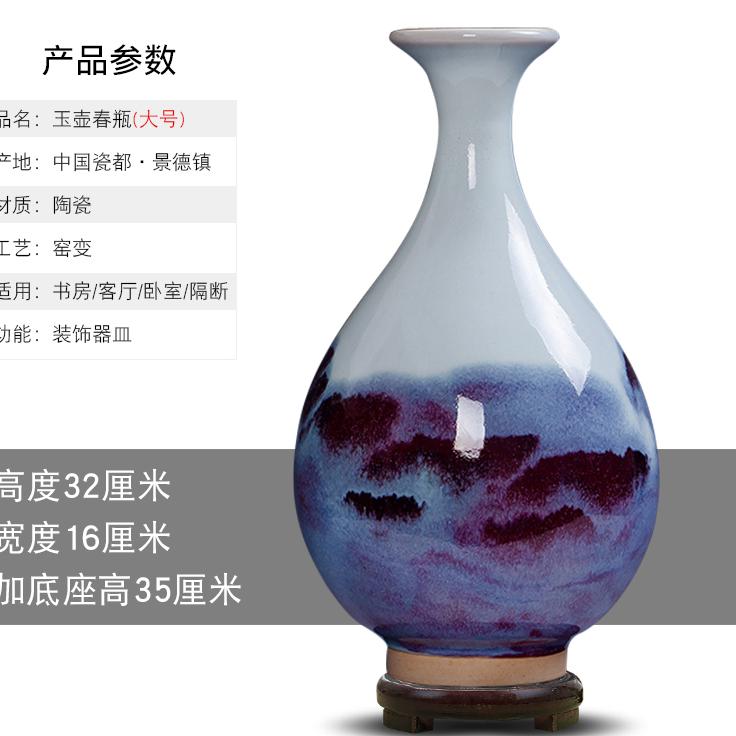 产品参数
品名：玉壶春瓶(大号)
产地：中国瓷都·景德镇
材质：陶瓷
工艺：窑变
适用：书房/客厅/卧室/隔断
功能：装饰器皿
高度32厘米
宽度16厘米
加底座高35厘米